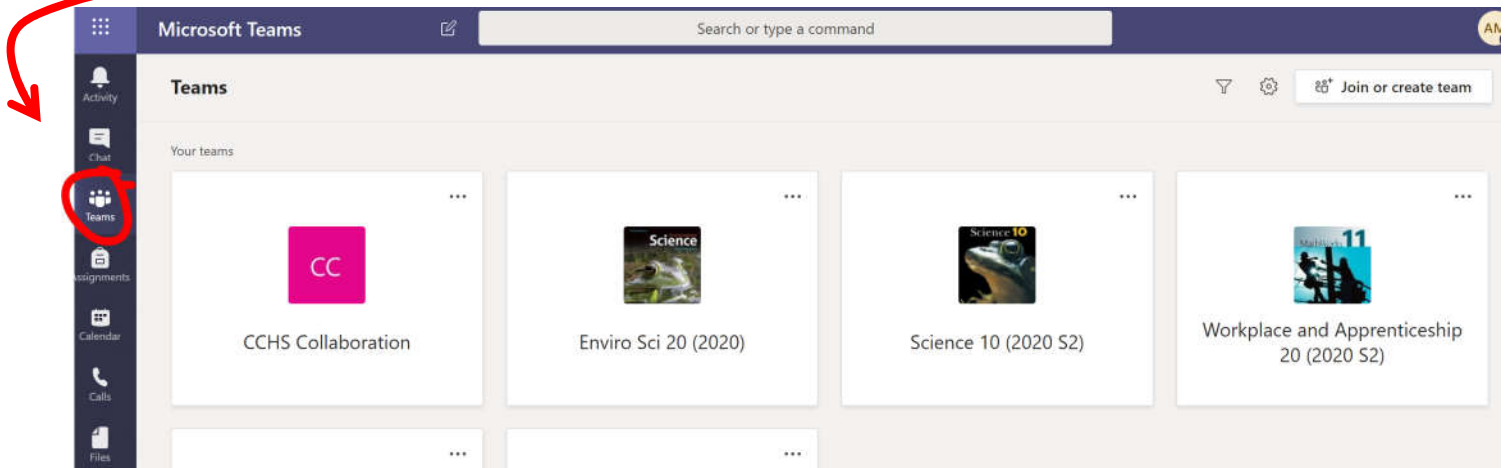 Microsoft Teams
Search or type a command
AM
Activity
Chat
Teams
Assignments
Calendar
Calls
Files
Teams
Join or create team
Your teams
CC
CCHS Collaboration
Science
Enviro Sci 20 (2020)
Science 10
Science 10 (2020 S2)
11
Workplace and Apprenticeship
20 (2020 S2)